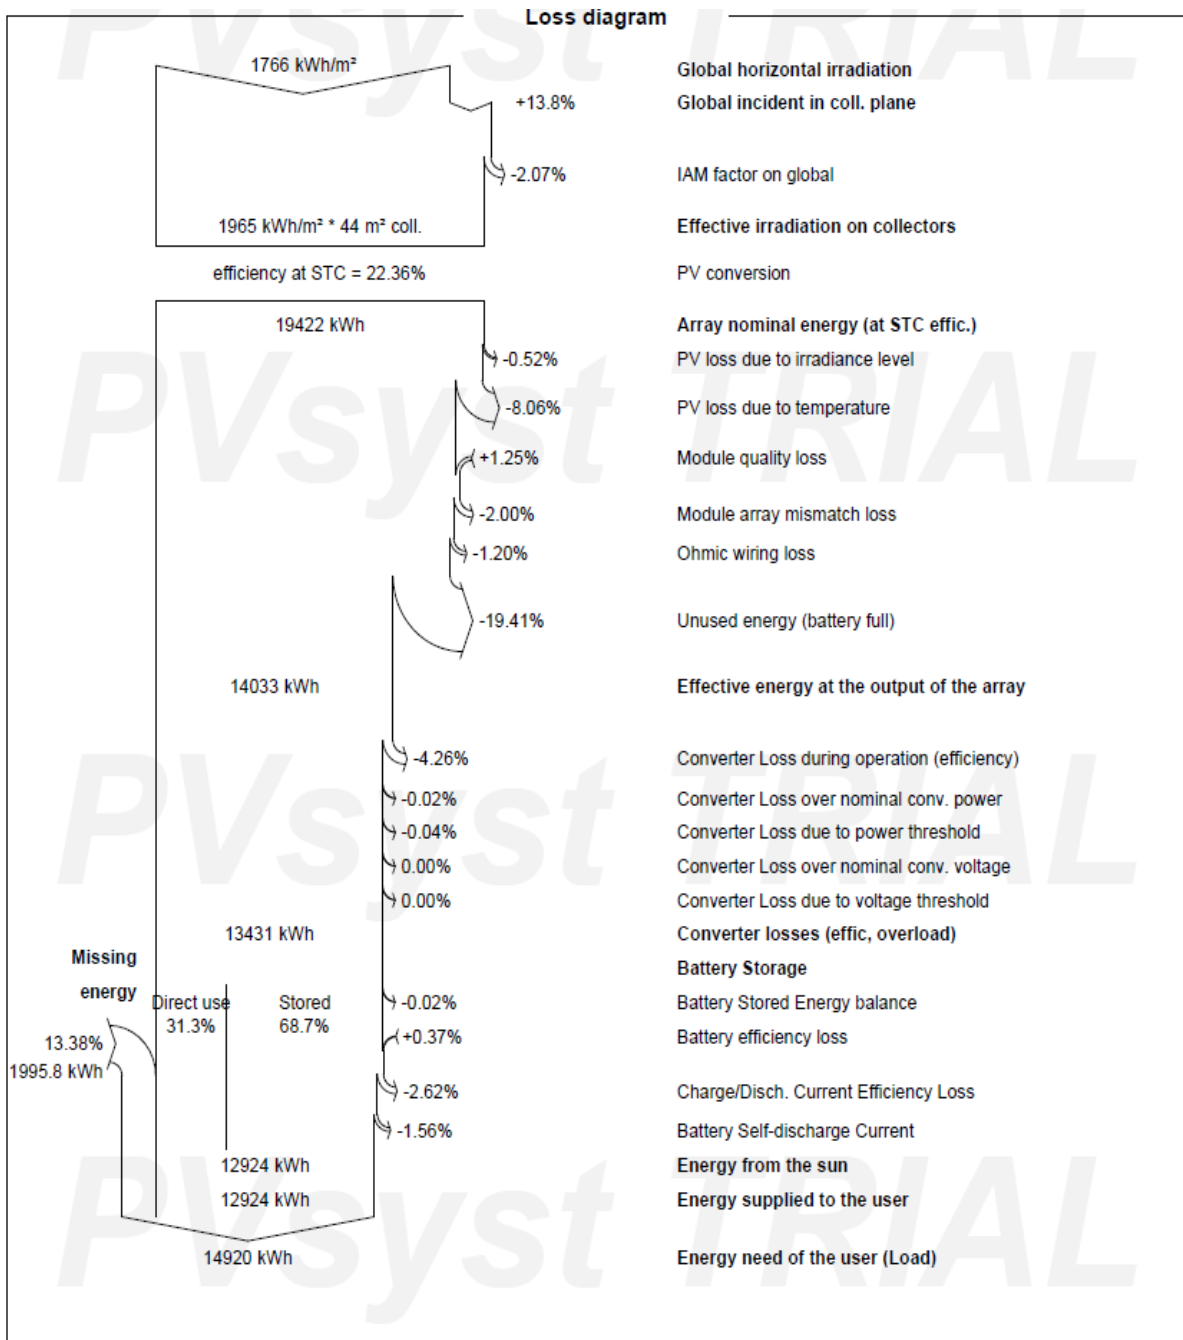 Loss diagram
PVsyst TRIAL
1766 kWh/m²
Global horizontal irradiation
+13.8%
Global incident in coll. plane
-2.07%
IAM factor on global
1965 kWh/m² * 44 m² coll.
Effective irradiation on collectors
efficiency at STC = 22.36%
PV conversion
19422 kWh
Array nominal energy (at STC effic.)
-0.52%
PV loss due to irradiance level
PVsyst TRIAL
-8.06%
PV loss due to temperature
+1.25%
Module quality loss
-2.00%
Module array mismatch loss
-1.20%
Ohmic wiring loss
-19.41%
Unused energy (battery full)
14033 kWh
Effective energy at the output of the array
-4.26%
Converter Loss during operation (efficiency)
-0.02%
Converter Loss over nominal conv. power
PVsyst TRIAL
-0.04%
Converter Loss due to power threshold
0.00%
Converter Loss over nominal conv. voltage
0.00%
Converter Loss due to voltage threshold
13431 kWh
Converter losses (effic, overload)
Missing
energy
Battery Storage
Direct use
31.3%
Stored
68.7%
-0.02%
Battery Stored Energy balance
13.38%
1995.8 kWh
+0.37%
Battery efficiency loss
-2.62%
Charge/Disch. Current Efficiency Loss
-1.56%
Battery Self-discharge Current
12924 kWh
Energy from the sun
12924 kWh
Energy supplied to the user
PVsyst TRIAL
14920 kWh
Energy need of the user (Load)